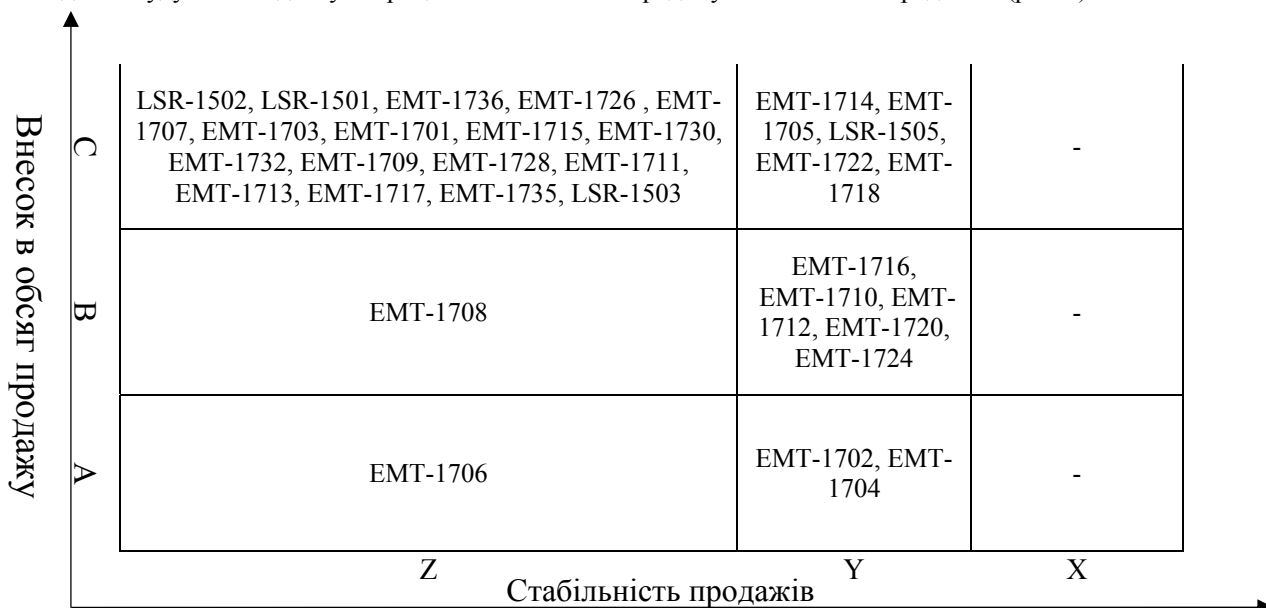 Внесок в обсяг продажу
C
LSR-1502, LSR-1501, EMT-1736, EMT-1726 , EMT-
1707, EMT-1703, EMT-1701, EMT-1715, EMT-1730,
EMT-1732, EMT-1709, EMT-1728, EMT-1711,
EMT-1713, EMT-1717, EMT-1735, LSR-1503
EMT-1714, EMT-
1705, LSR-1505,
EMT-1722, EMT-
1718
-
B
EMT-1708
EMT-1716,
EMT-1710, EMT-
1712, EMT-1720,
EMT-1724
-
A
EMT-1706
EMT-1702, EMT-
1704
-
Z
Y
X
Стабільність продажів